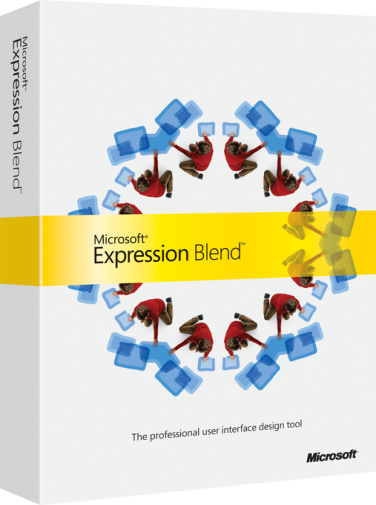 Microsoft®
Expression Blend™
Microsoft®
Expression Blend™
The professional user interface design tool
Microsoft®